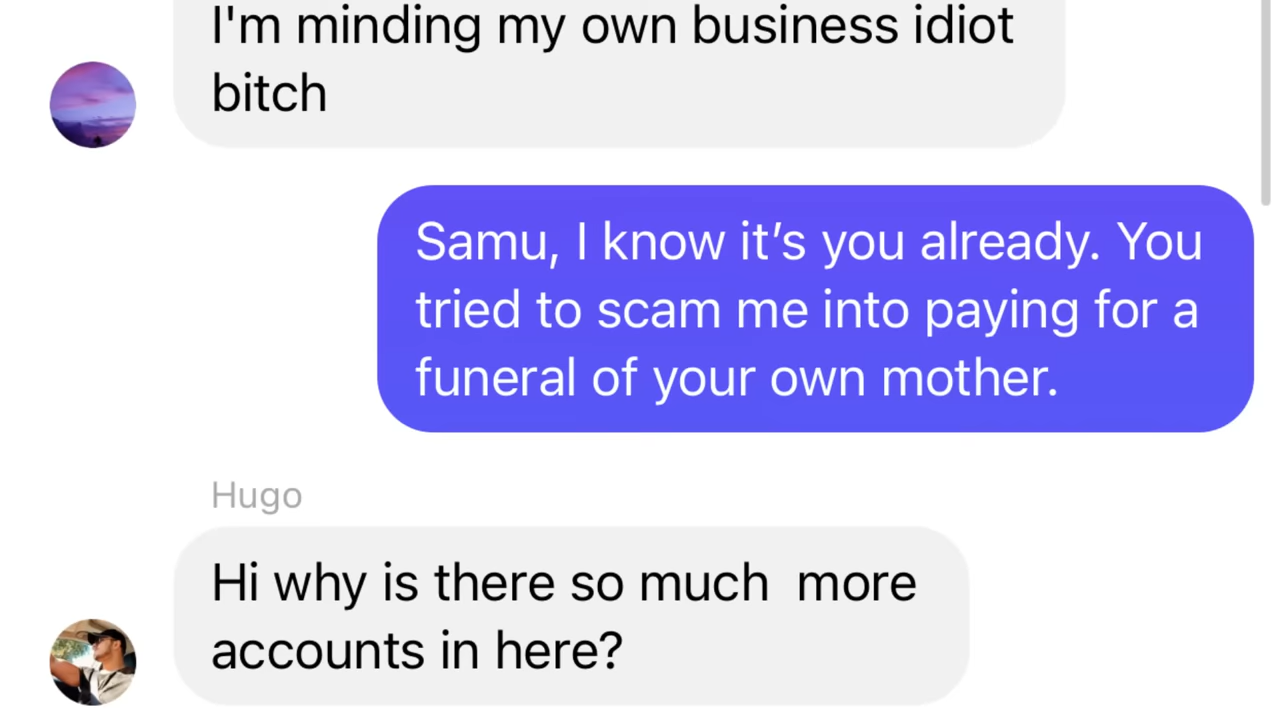 I'm minding my own business idiot
bitch
Samu, I know it’s you already. You
tried to scam me into paying for a
funeral of your own mother.
Hugo
Hi why is there so much  more
accounts in here?